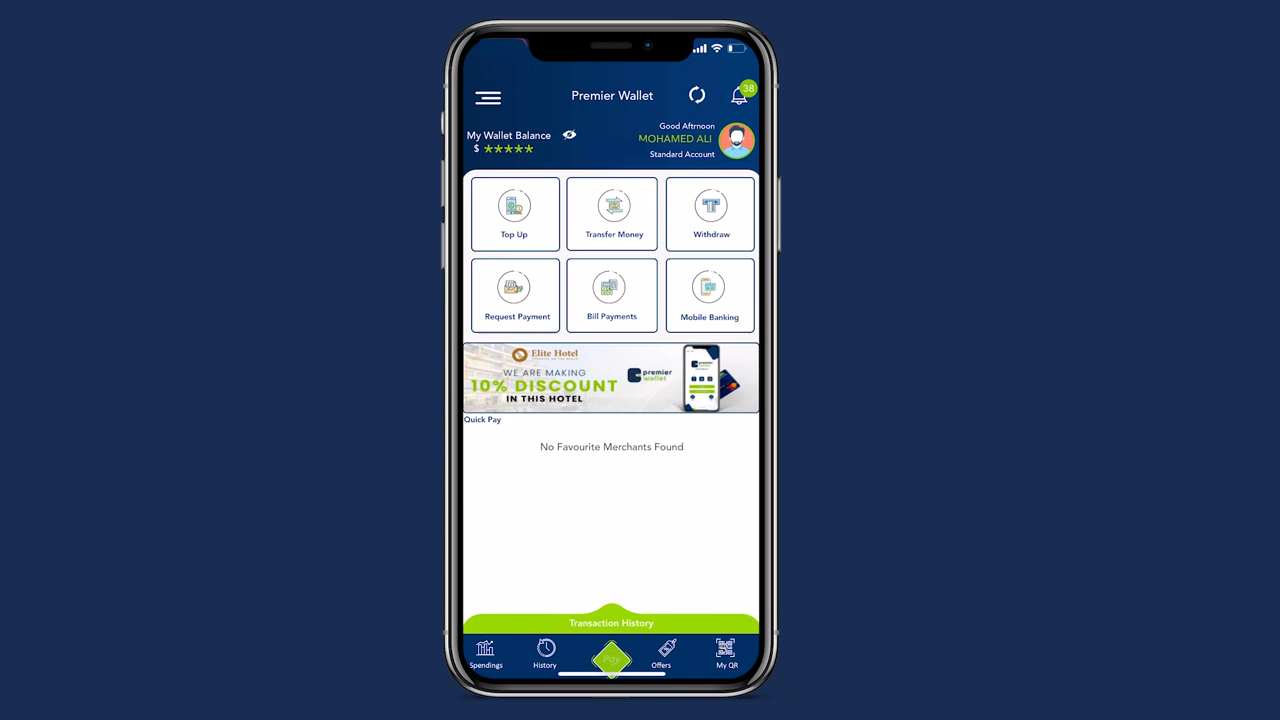 Premier Wallet
38
My Wallet Balance
$ *****
Good Aftrnoon
MOHAMED ALI
Standard Account
Top Up
Transfer Money
Withdraw
Request Payment
Bill Payments
Mobile Banking
Elite Hotel
WE ARE MAKING
10% DISCOUNT
IN THIS HOTEL
premier
wallet
Quick Pay
No Favourite Merchants Found
Transaction History
Spendings
History
Pay
Offers
My QR